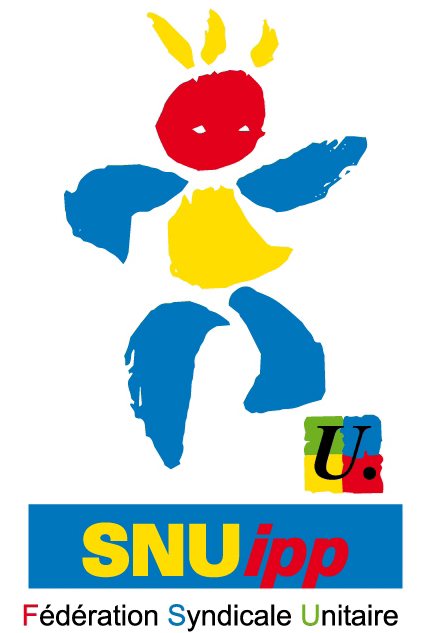 U.
SNUipp
Fédération Syndicale Unitaire